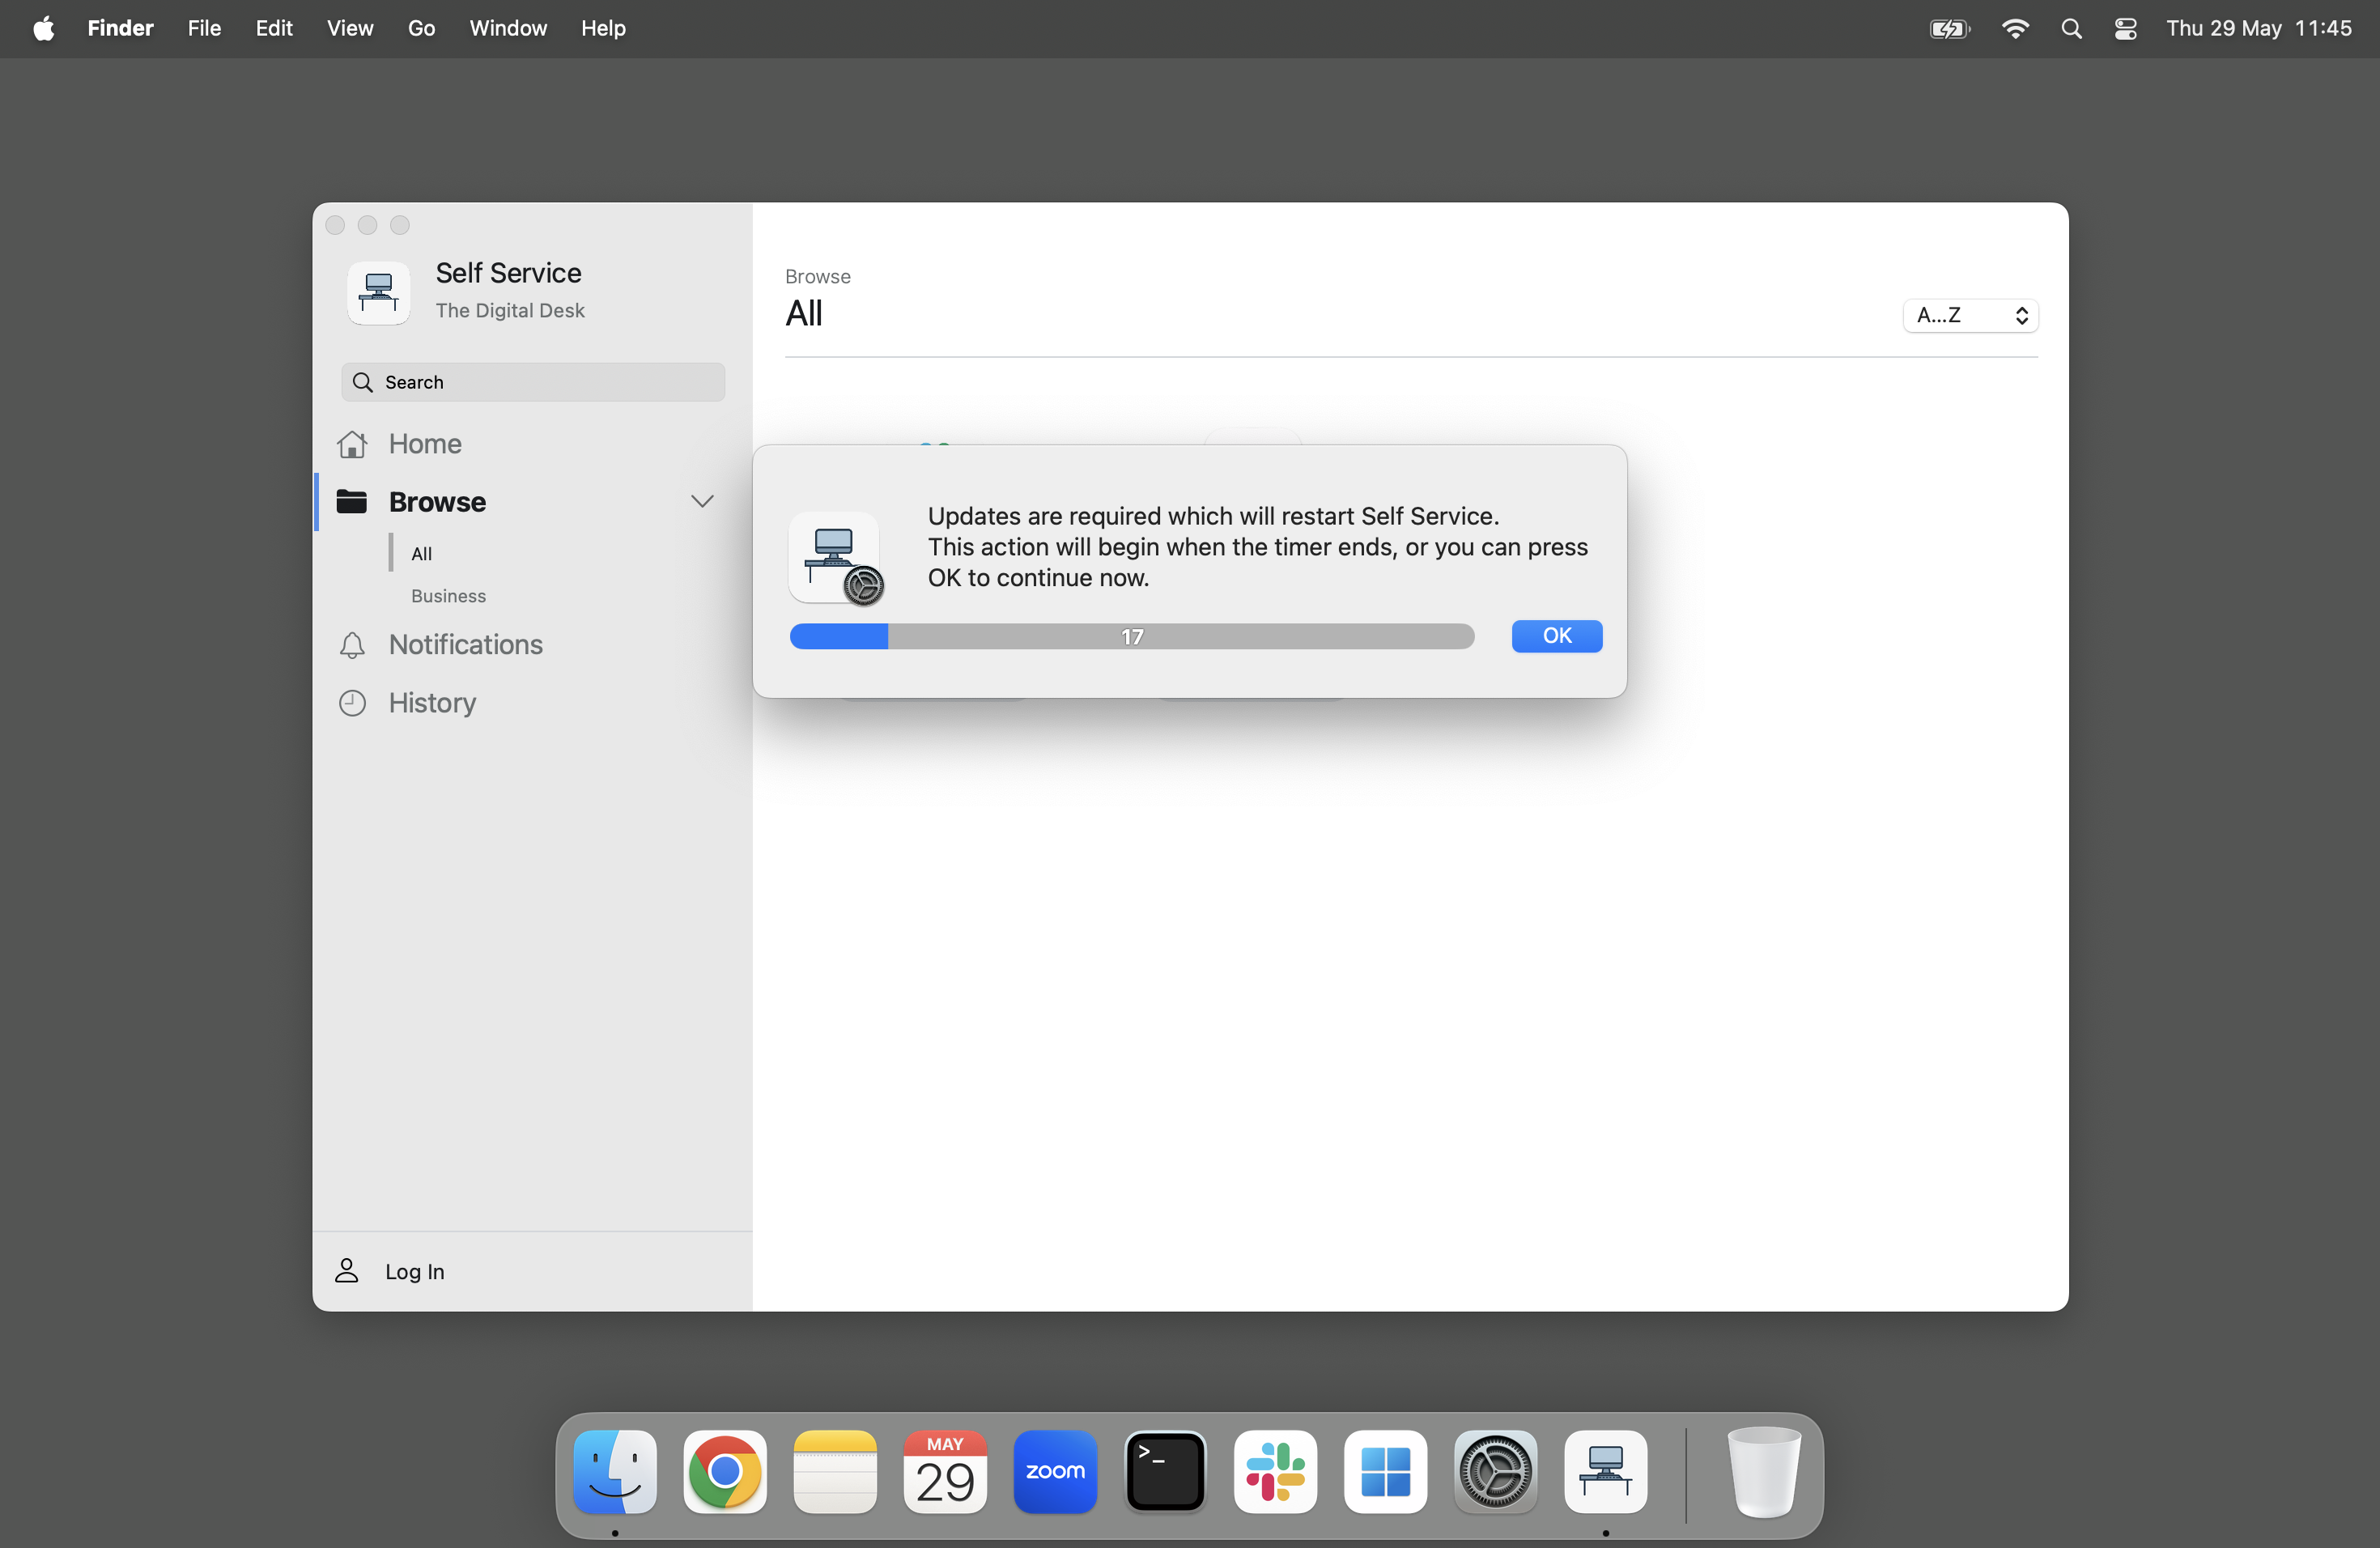 Finder File Edit View Go Window Help Thu 29 May 11:45
Self Service
The Digital Desk
Search
Home
Browse
All
Business
Notifications
History
Log In
Browse
All
A...Z
Updates are required which will restart Self Service.
This action will begin when the timer ends, or you can press
OK to continue now.
17
OK
MAY
29
zoom
>_